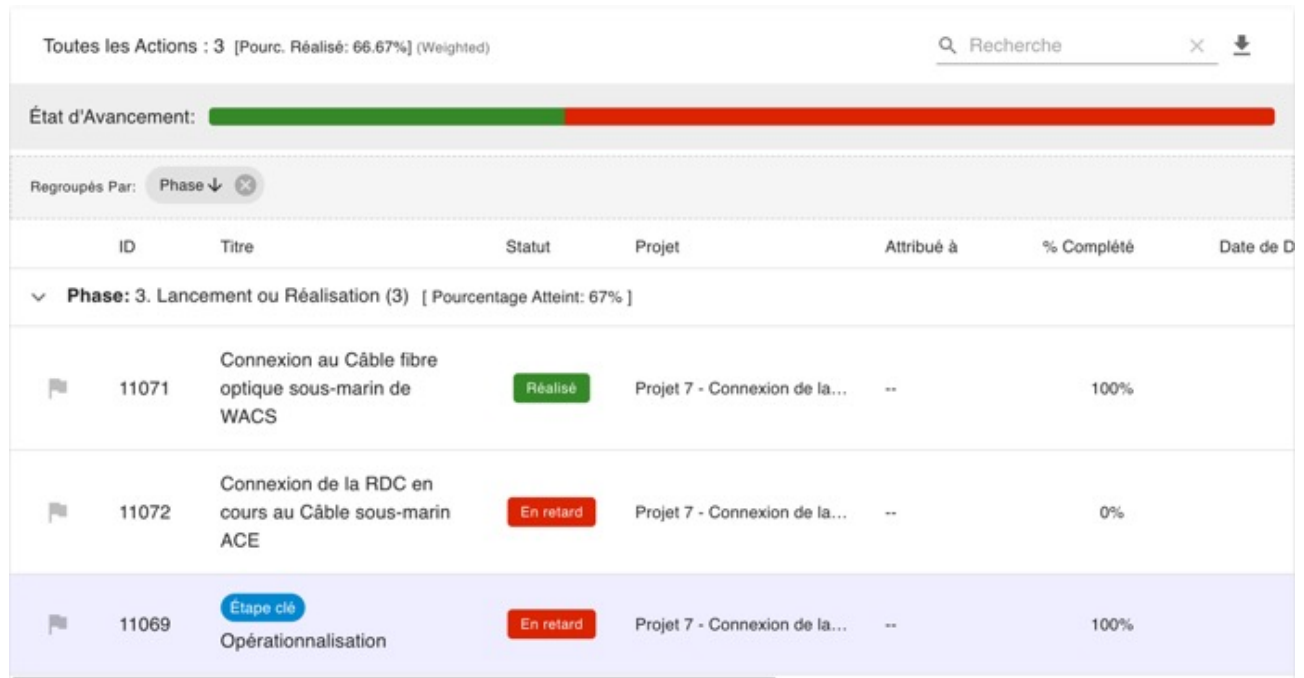 Toutes les Actions : 3 [Pourc. Réalisé: 66.67%] (Weighted)
Recherche
État d'Avancement:
Regroupés Par: Phase
ID Titre Statut Projet Attribué à % Complété Date de D
Phase: 3. Lancement ou Réalisation (3) [ Pourcentage Atteint: 67% ]
Connexion au Câble fibre
11071 optique sous-marin de Réalisé Projet 7 - Connexion de la... -- 100%
WACS
Connexion de la RDC en
11072 cours au Câble sous-marin En retard Projet 7 - Connexion de la... -- 0%
ACE
Étape clé
11069 En retard Projet 7 - Connexion de la... -- 100%
Opérationnalisation